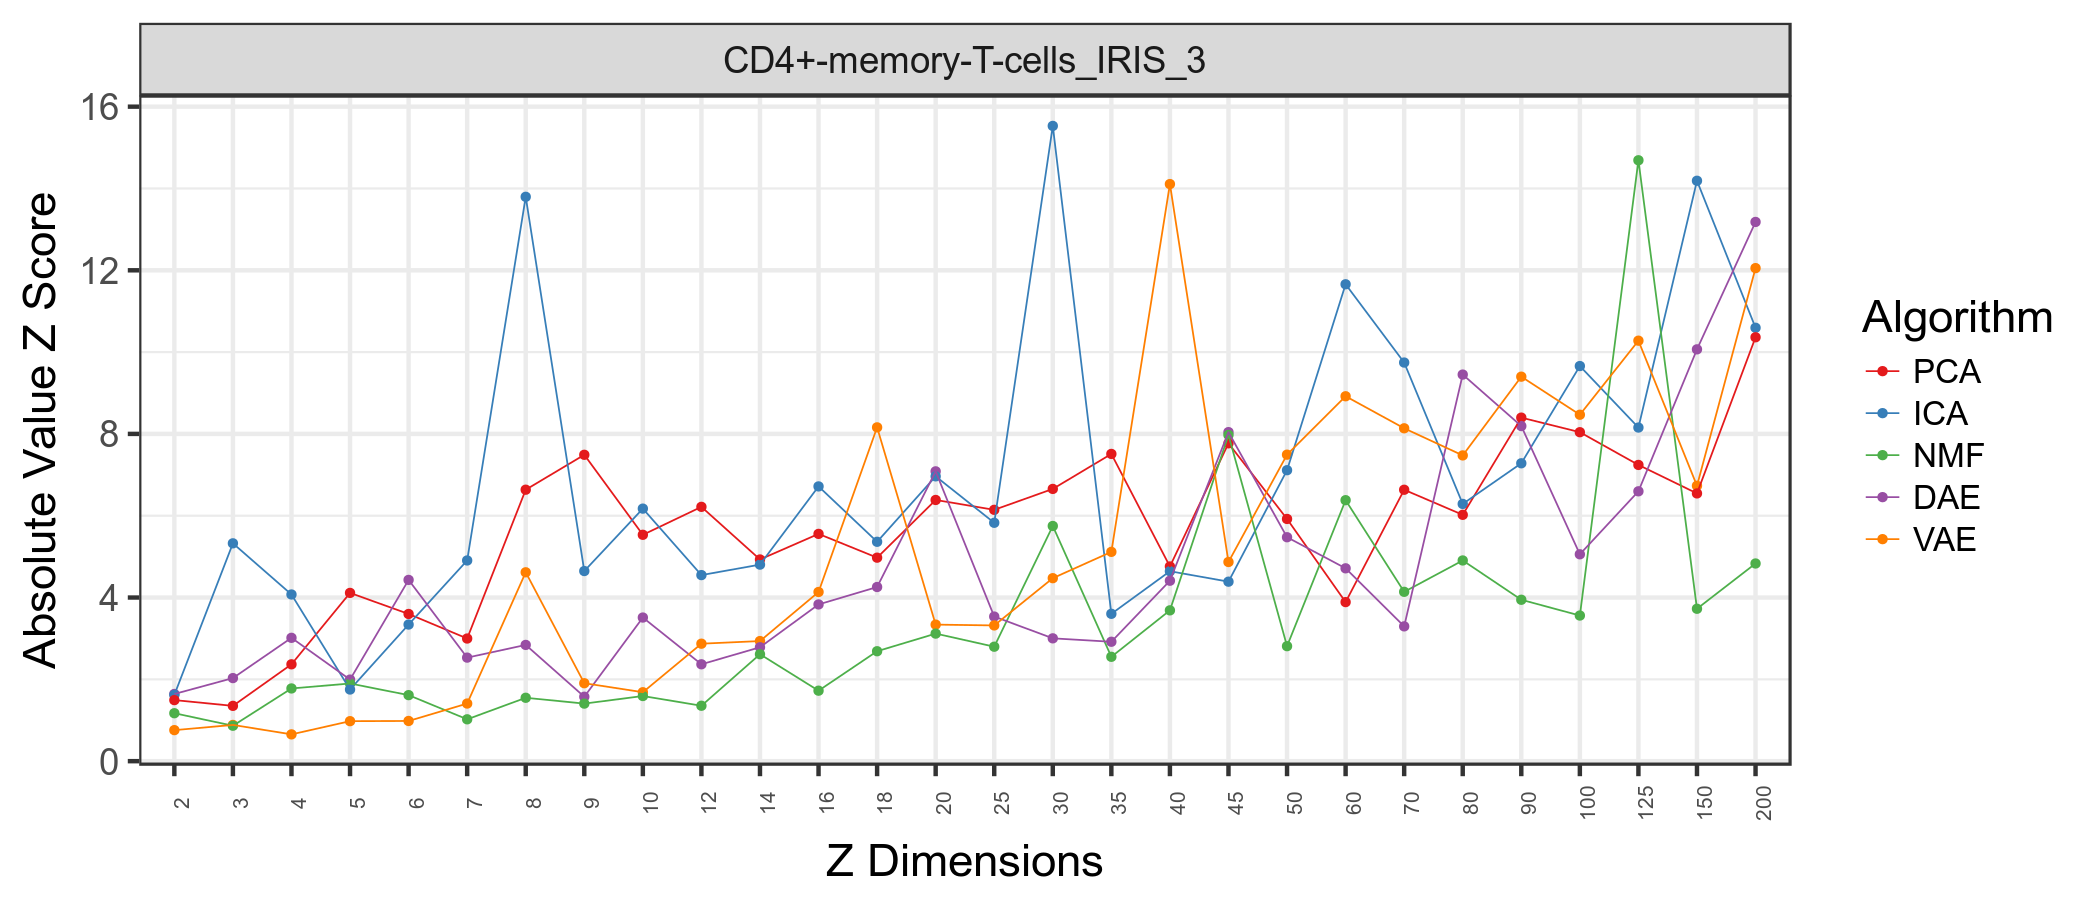 CD4+-memory-T-cells_IRIS_3
16
12
8
4
0
Absolute Value Z Score
2 3 4 5 6 7 8 9 10 12 14 16 18 20 25 30 35 40 45 50 60 70 80 90 100 125 150 200
Z Dimensions
Algorithm
PCA
ICA
NMF
DAE
VAE